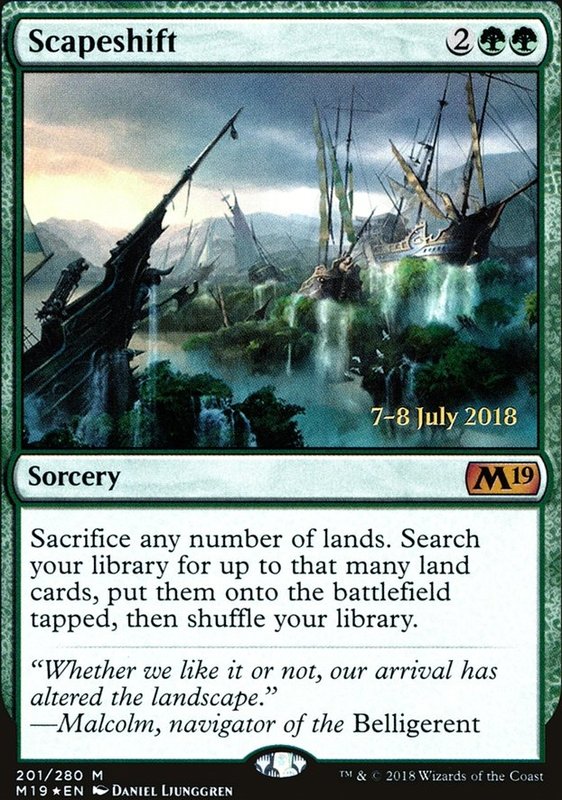 Scapeshift 2
7–8 July 2018
Sorcery M19
Sacrifice any number of lands. Search
your library for up to that many land
cards, put them onto the battlefield
tapped, then shuffle your library.
“Whether we like it or not, our arrival has
altered the landscape.”
—Malcolm, navigator of the Belligerent
201/280 M
M19★EN Daniel Ljunggren
™ & © 2018 Wizards of the Coast